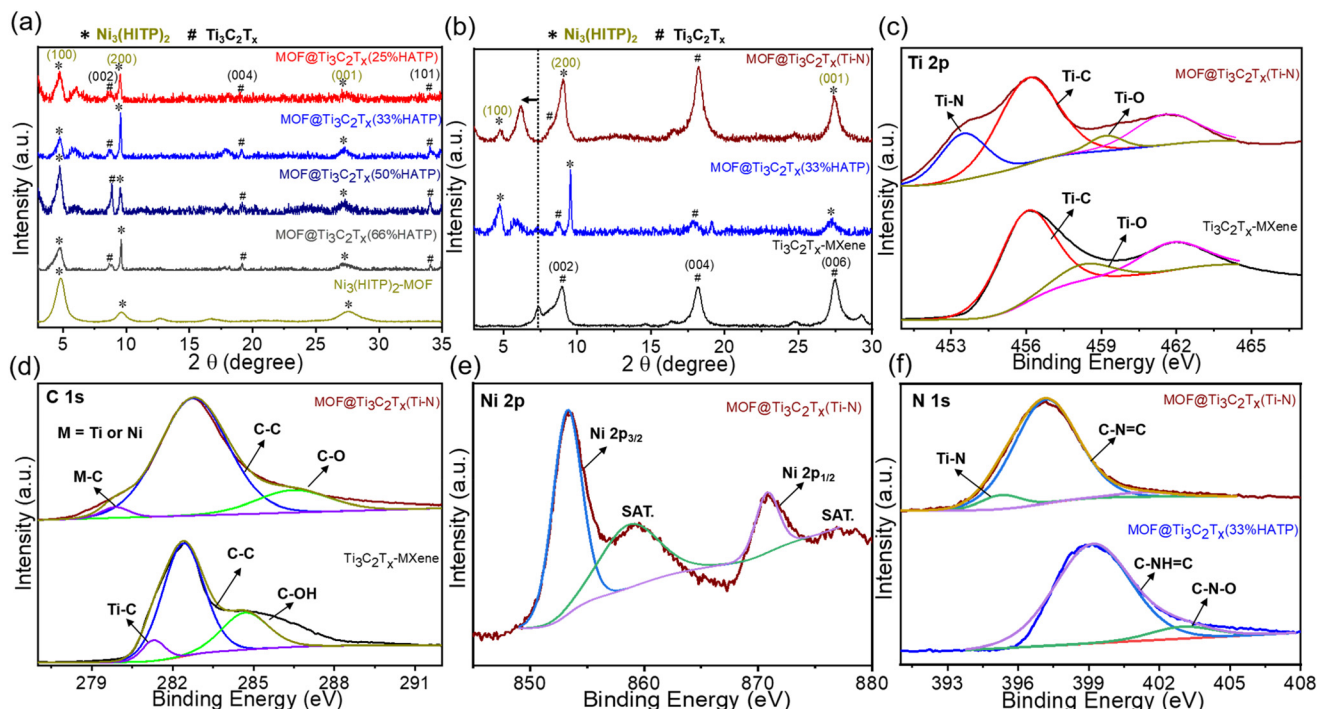 (a)
* Ni₃(HITP)₂ # Ti₃C₂Tₓ
(100)
(200)
MOF@Ti₃C₂Tₓ(25%HATP)
(002)
(004)
(001)
(101)
*
*
#
#
*
#
MOF@Ti₃C₂Tₓ(33%HATP)
*
#
*
#
*
#
MOF@Ti₃C₂Tₓ(50%HATP)
*
#
*
#
*
#
MOF@Ti₃C₂Tₓ(66%HATP)
*
#
*
#
*
#
Ni₃(HITP)₂-MOF
*
*
*
5 10 15 20 25 30 35
2 θ (degree)
Intensity (a.u.)
(b)
* Ni₃(HITP)₂ # Ti₃C₂Tₓ
MOF@Ti₃C₂Tₓ(Ti-N)
(200)
(001)
(100)
*
#
*
#
*
MOF@Ti₃C₂Tₓ(33%HATP)
*
#
*
#
*
Ti₃C₂Tₓ-MXene
(002)
(004)
(006)
#
#
#
5 10 15 20 25 30
2 θ (degree)
Intensity (a.u.)
(c)
Ti 2p
MOF@Ti₃C₂Tₓ(Ti-N)
Ti-N
Ti-C
Ti-O
Ti-C
Ti-O
Ti₃C₂Tₓ-MXene
453 456 459 462 465
Binding Energy (eV)
Intensity (a.u.)
(d)
C 1s
MOF@Ti₃C₂Tₓ(Ti-N)
M = Ti or Ni
C-C
C-O
M-C
Ti₃C₂Tₓ-MXene
C-C
C-OH
Ti-C
279 282 285 288 291
Binding Energy (eV)
Intensity (a.u.)
(e)
Ni 2p
MOF@Ti₃C₂Tₓ(Ti-N)
Ni 2p₃/₂
Ni 2p₁/₂
SAT.
SAT.
850 860 870 880
Binding Energy (eV)
Intensity (a.u.)
(f)
N 1s
MOF@Ti₃C₂Tₓ(Ti-N)
C-N=C
Ti-N
MOF@Ti₃C₂Tₓ(33%HATP)
C-NH=C
C-N-O
393 396 399 402 405 408
Binding Energy (eV)
Intensity (a.u.)